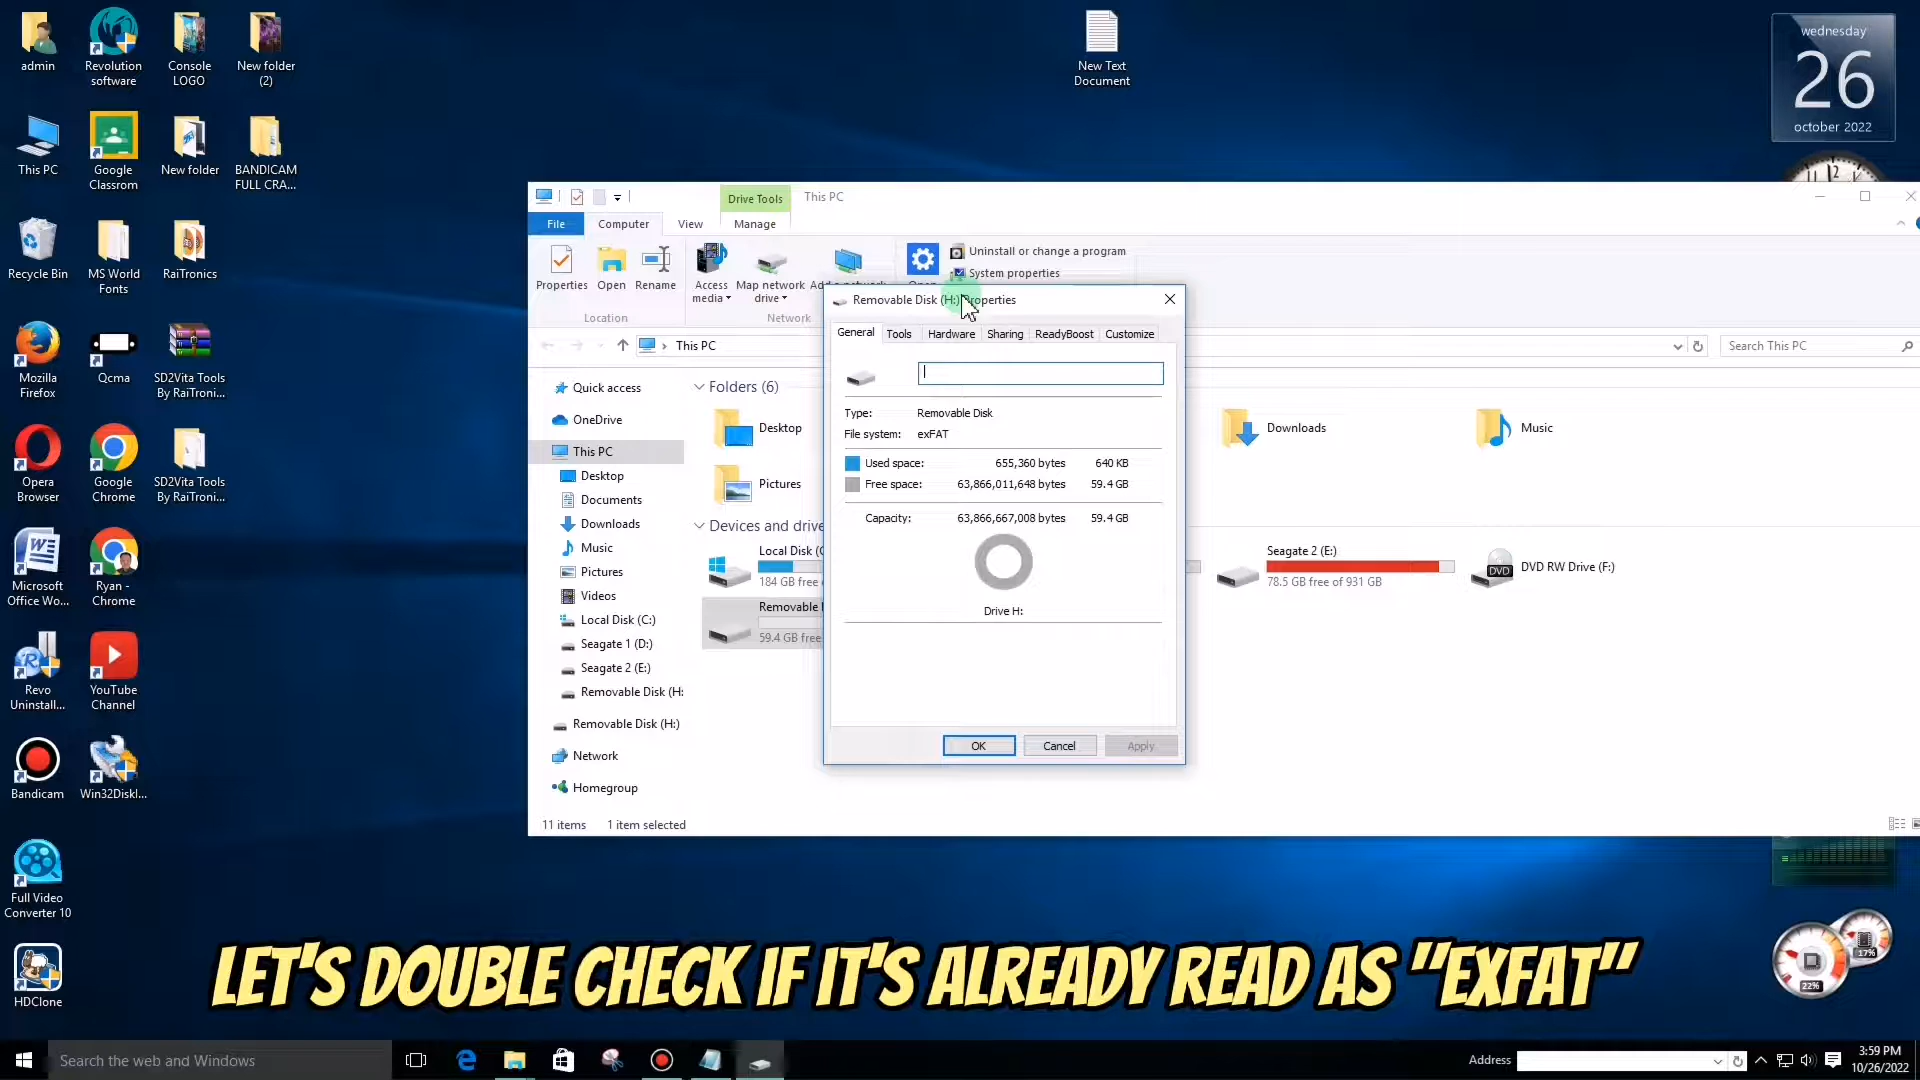 admin
Revolution
software
Console
LOGO
New folder
(2)
New Text
Document
wednesday
26
october 2022
This PC
Google
Classrom
New folder
BANDICAM
FULL CRA...
Recycle Bin
MS World
Fonts
RaiTronics
Mozilla
Firefox
Qcma
SD2Vita Tools
By RaiTroni...
Opera
Browser
Google
Chrome
SD2Vita Tools
By RaiTroni...
Microsoft
Office Wo...
Ryan -
Chrome
Revo
Uninstall...
YouTube
Channel
Bandicam
Win32DiskI...
Full Video
Converter 10
HDClone
Drive Tools
This PC
File
Computer
View
Manage
Properties
Open
Rename
Access
media
Map network
drive
Uninstall or change a program
System properties
Location
Network
This PC
Search This PC
Quick access
OneDrive
This PC
Desktop
Documents
Downloads
Music
Pictures
Videos
Local Disk (C:)
Seagate 1 (D:)
Seagate 2 (E:)
Removable Disk (H:
Removable Disk (H:)
Network
Homegroup
Folders (6)
Desktop
Pictures
Downloads
Music
Devices and drive
Local Disk (C
184 GB free
Removable
59.4 GB free
Seagate 2 (E:)
78.5 GB free of 931 GB
DVD
DVD RW Drive (F:)
11 items
1 item selected
Removable Disk (H:) Properties
General
Tools
Hardware
Sharing
ReadyBoost
Customize
Type: Removable Disk
File system: exFAT
Used space: 655,360 bytes 640 KB
Free space: 63,866,011,648 bytes 59.4 GB
Capacity: 63,866,667,008 bytes 59.4 GB
Drive H:
OK
Cancel
Apply
17%
22%
LET'S DOUBLE CHECK IF IT'S ALREADY READ AS "EXFAT"
Search the web and Windows
Address
3:59 PM
10/26/2022